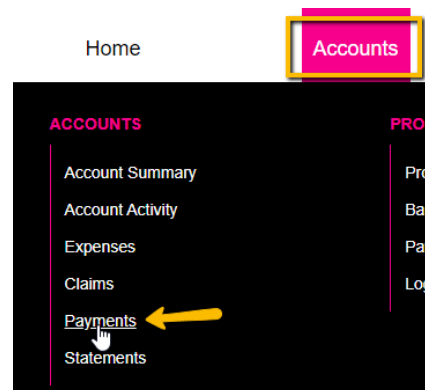 Home
Accounts
ACCOUNTS
Account Summary
Account Activity
Expenses
Claims
Payments
Statements